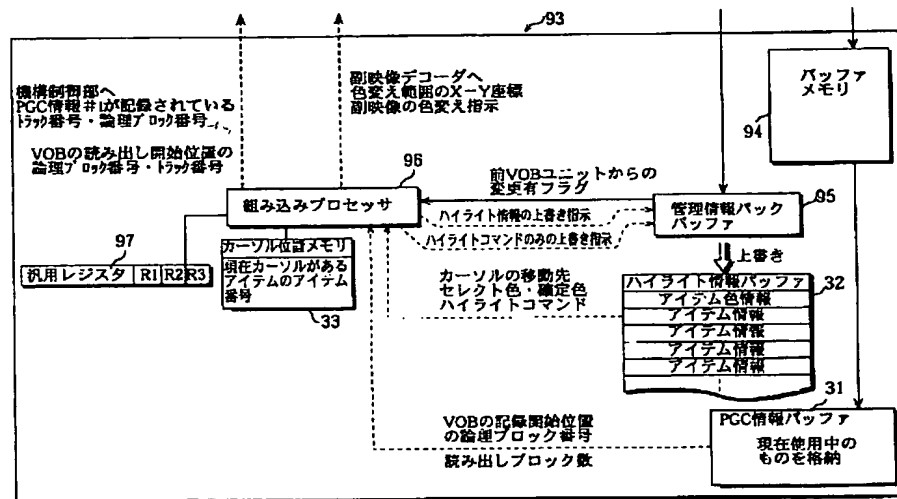 93
機構制御部へ
PGC情報#1が記録されている
トラック番号・論理ブロック番号
VOBの読み出し開始位置の
論理ブロック番号・トラック番号
副映像デコーダへ
色変え範囲のX-Y座標
副映像の色変え指示
バッファ
メモリ
94
96
組み込みプロセッサ
前VOBユニットからの
変更有フラグ
ハイライト情報の上書き指示
ハイライトコマンドのみの上書き指示
95
管理情報パック
バッファ
上書き
97
汎用レジスタ R1 R2 R3
カーソル位置メモリ
現在カーソルがある
アイテムのアイテム
番号
33
カーソルの移動先
セレクト色・確定色
ハイライトコマンド
32
ハイライト情報バッファ
アイテム色情報
アイテム情報
アイテム情報
アイテム情報
アイテム情報
VOBの記録開始位置
の論理ブロック番号
読み出しブロック数
31
PGC情報バッファ
現在使用中の
ものを格納